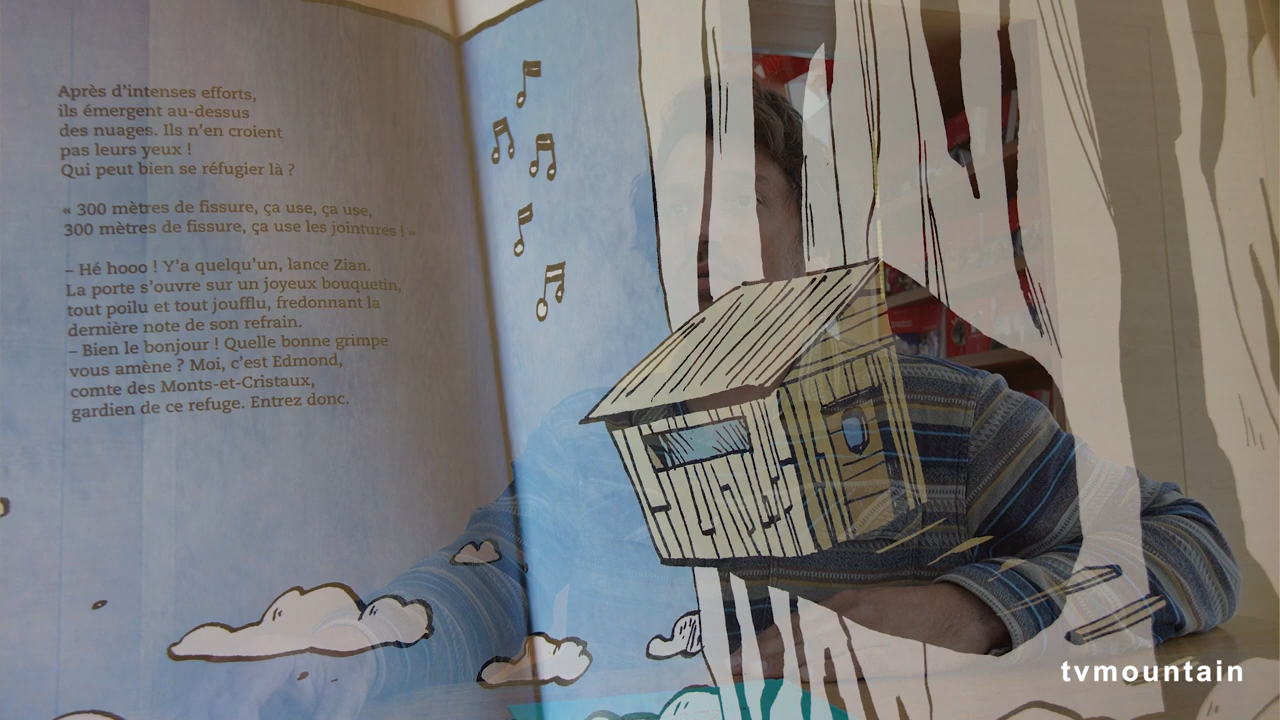 Après d'intenses efforts,
ils émergent au-dessus
des nuages. Ils n'en croient
pas leurs yeux !
Qui peut bien se réfugier là ?
« 300 mètres de fissure, ça use, ça use,
300 mètres de fissure, ça use les jointures ! »
– Hé hooo ! Y'a quelqu'un, lance Zian.
La porte s'ouvre sur un joyeux bouquetin,
tout poilu et tout joufflu, fredonnant la
dernière note de son refrain.
– Bien le bonjour ! Quelle bonne grimpe
vous amène ? Moi, c'est Edmond,
comte des Monts-et-Cristaux,
gardien de ce refuge. Entrez donc.
tvmountain